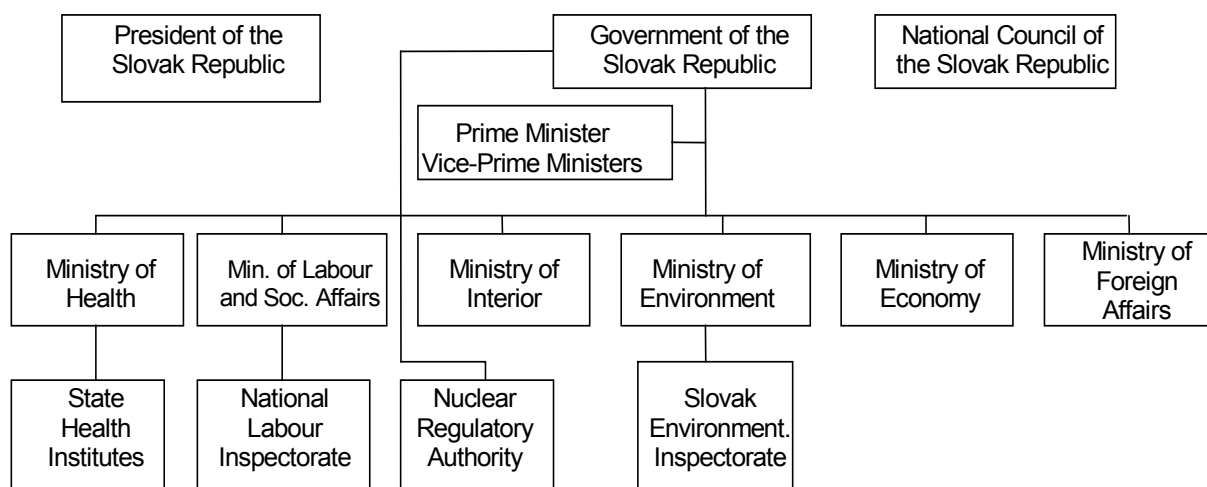 President of the
Slovak Republic
Government of the
Slovak Republic
National Council of
the Slovak Republic
Prime Minister
Vice-Prime Ministers
Ministry of
Health
Min. of Labour
and Soc. Affairs
Ministry of
Interior
Ministry of
Environment
Ministry of
Economy
Ministry of
Foreign
Affairs
State
Health
Institutes
National
Labour
Inspectorate
Nuclear
Regulatory
Authority
Slovak
Environment.
Inspectorate